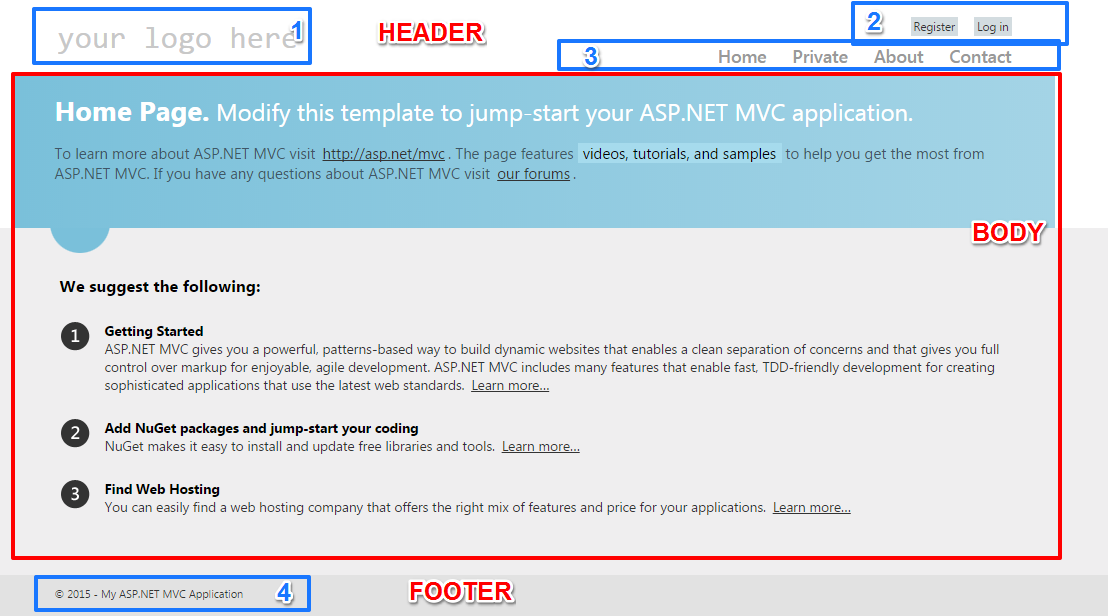 your logo here 1
HEADER
2 Register Log in
3 Home Private About Contact
Home Page. Modify this template to jump-start your ASP.NET MVC application.
To learn more about ASP.NET MVC visit http://asp.net/mvc . The page features videos, tutorials, and samples to help you get the most from
ASP.NET MVC. If you have any questions about ASP.NET MVC visit our forums .
BODY
We suggest the following:
1 Getting Started
ASP.NET MVC gives you a powerful, patterns-based way to build dynamic websites that enables a clean separation of concerns and that gives you full
control over markup for enjoyable, agile development. ASP.NET MVC includes many features that enable fast, TDD-friendly development for creating
sophisticated applications that use the latest web standards. Learn more...
2 Add NuGet packages and jump-start your coding
NuGet makes it easy to install and update free libraries and tools. Learn more...
3 Find Web Hosting
You can easily find a web hosting company that offers the right mix of features and price for your applications. Learn more...
© 2015 - My ASP.NET MVC Application 4
FOOTER